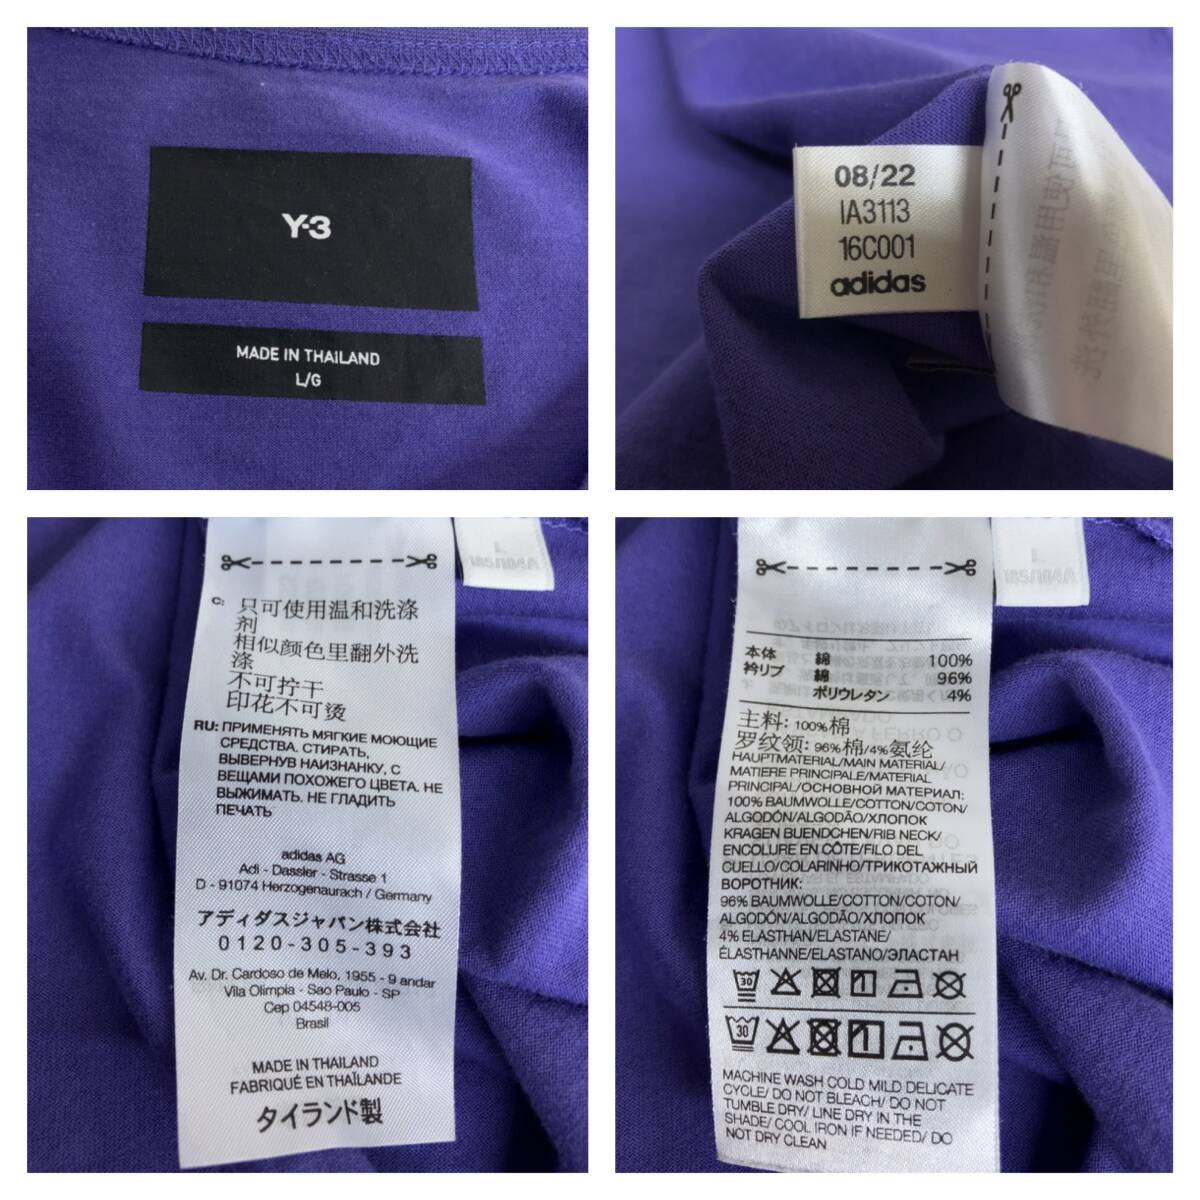 Y-3
MADE IN THAILAND
L/G
08/22
IA3113
16C001
adidas
C: 只可使用温和洗涤
剂
相似颜色里翻外洗
涤
不可拧干
印花不可烫
RU: ПРИМЕНЯТЬ МЯГКИЕ МОЮЩИЕ
СРЕДСТВА. СТИРАТЬ,
ВЫВЕРНУВ НАИЗНАНКУ, С
ВЕЩАМИ ПОХОЖЕГО ЦВЕТА. НЕ
ВЫЖИМАТЬ. НЕ ГЛАДИТЬ
ПЕЧАТЬ
adidas AG
Adi - Dassler - Strasse 1
D - 91074 Herzogenaurach / Germany
アディダスジャパン株式会社
0120-305-393
Av. Dr. Cardoso de Melo, 1955 - 9 andar
Vila Olimpia - Sao Paulo - SP
Cep 04548-005
Brasil
MADE IN THAILAND
FABRIQUÉ EN THAÏLANDE
タイランド製
本体 綿 100%
衿リブ 綿 96%
ポリウレタン 4%
主料: 100%棉
罗纹领: 96%棉/4%氨纶
HAUPTMATERIAL/MAIN MATERIAL/
MATIERE PRINCIPALE/MATERIAL
PRINCIPAL/ОСНОВНОЙ МАТЕРИАЛ:
100% BAUMWOLLE/COTTON/COTON/
ALGODÓN/ALGODÃO/ХЛОПОК
KRAGEN BUENDCHEN/RIB NECK/
ENCOLURE EN CÔTE/FILO DEL
CUELLO/COLARINHO/ТРИКОТАЖНЫЙ
ВОРОТНИК:
96% BAUMWOLLE/COTTON/COTON/
ALGODÓN/ALGODÃO/ХЛОПОК
4% ELASTHAN/ELASTANE/
ÉLASTHANNE/ELASTANO/ЭЛАСТАН
30
30
MACHINE WASH COLD MILD DELICATE
CYCLE/ DO NOT BLEACH/ DO NOT
TUMBLE DRY/ LINE DRY IN THE
SHADE/ COOL IRON IF NEEDED/ DO
NOT DRY CLEAN